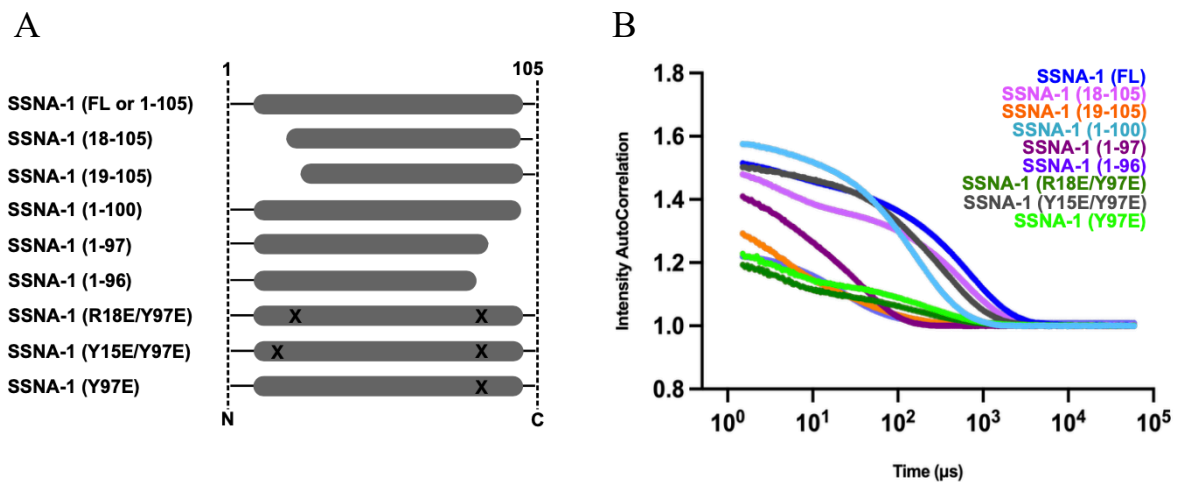 A
1 105
SSNA-1 (FL or 1-105)
SSNA-1 (18-105)
SSNA-1 (19-105)
SSNA-1 (1-100)
SSNA-1 (1-97)
SSNA-1 (1-96)
SSNA-1 (R18E/Y97E)
X X
SSNA-1 (Y15E/Y97E)
X X
SSNA-1 (Y97E)
X
N C
B
Intensity AutoCorrelation
1.8
1.6
1.4
1.2
1.0
0.8
SSNA-1 (FL)
SSNA-1 (18-105)
SSNA-1 (19-105)
SSNA-1 (1-100)
SSNA-1 (1-97)
SSNA-1 (1-96)
SSNA-1 (R18E/Y97E)
SSNA-1 (Y15E/Y97E)
SSNA-1 (Y97E)
10⁰ 10¹ 10² 10³ 10⁴ 10⁵
Time (μs)